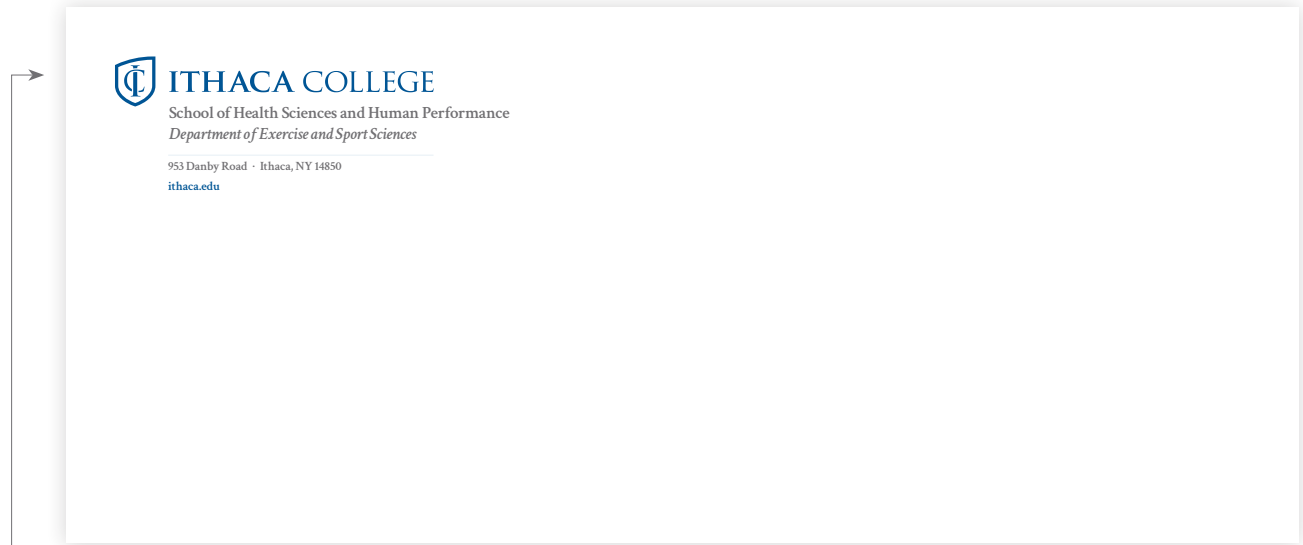 ITHACA COLLEGE
School of Health Sciences and Human Performance
Department of Exercise and Sport Sciences
953 Danby Road · Ithaca, NY 14850
ithaca.edu